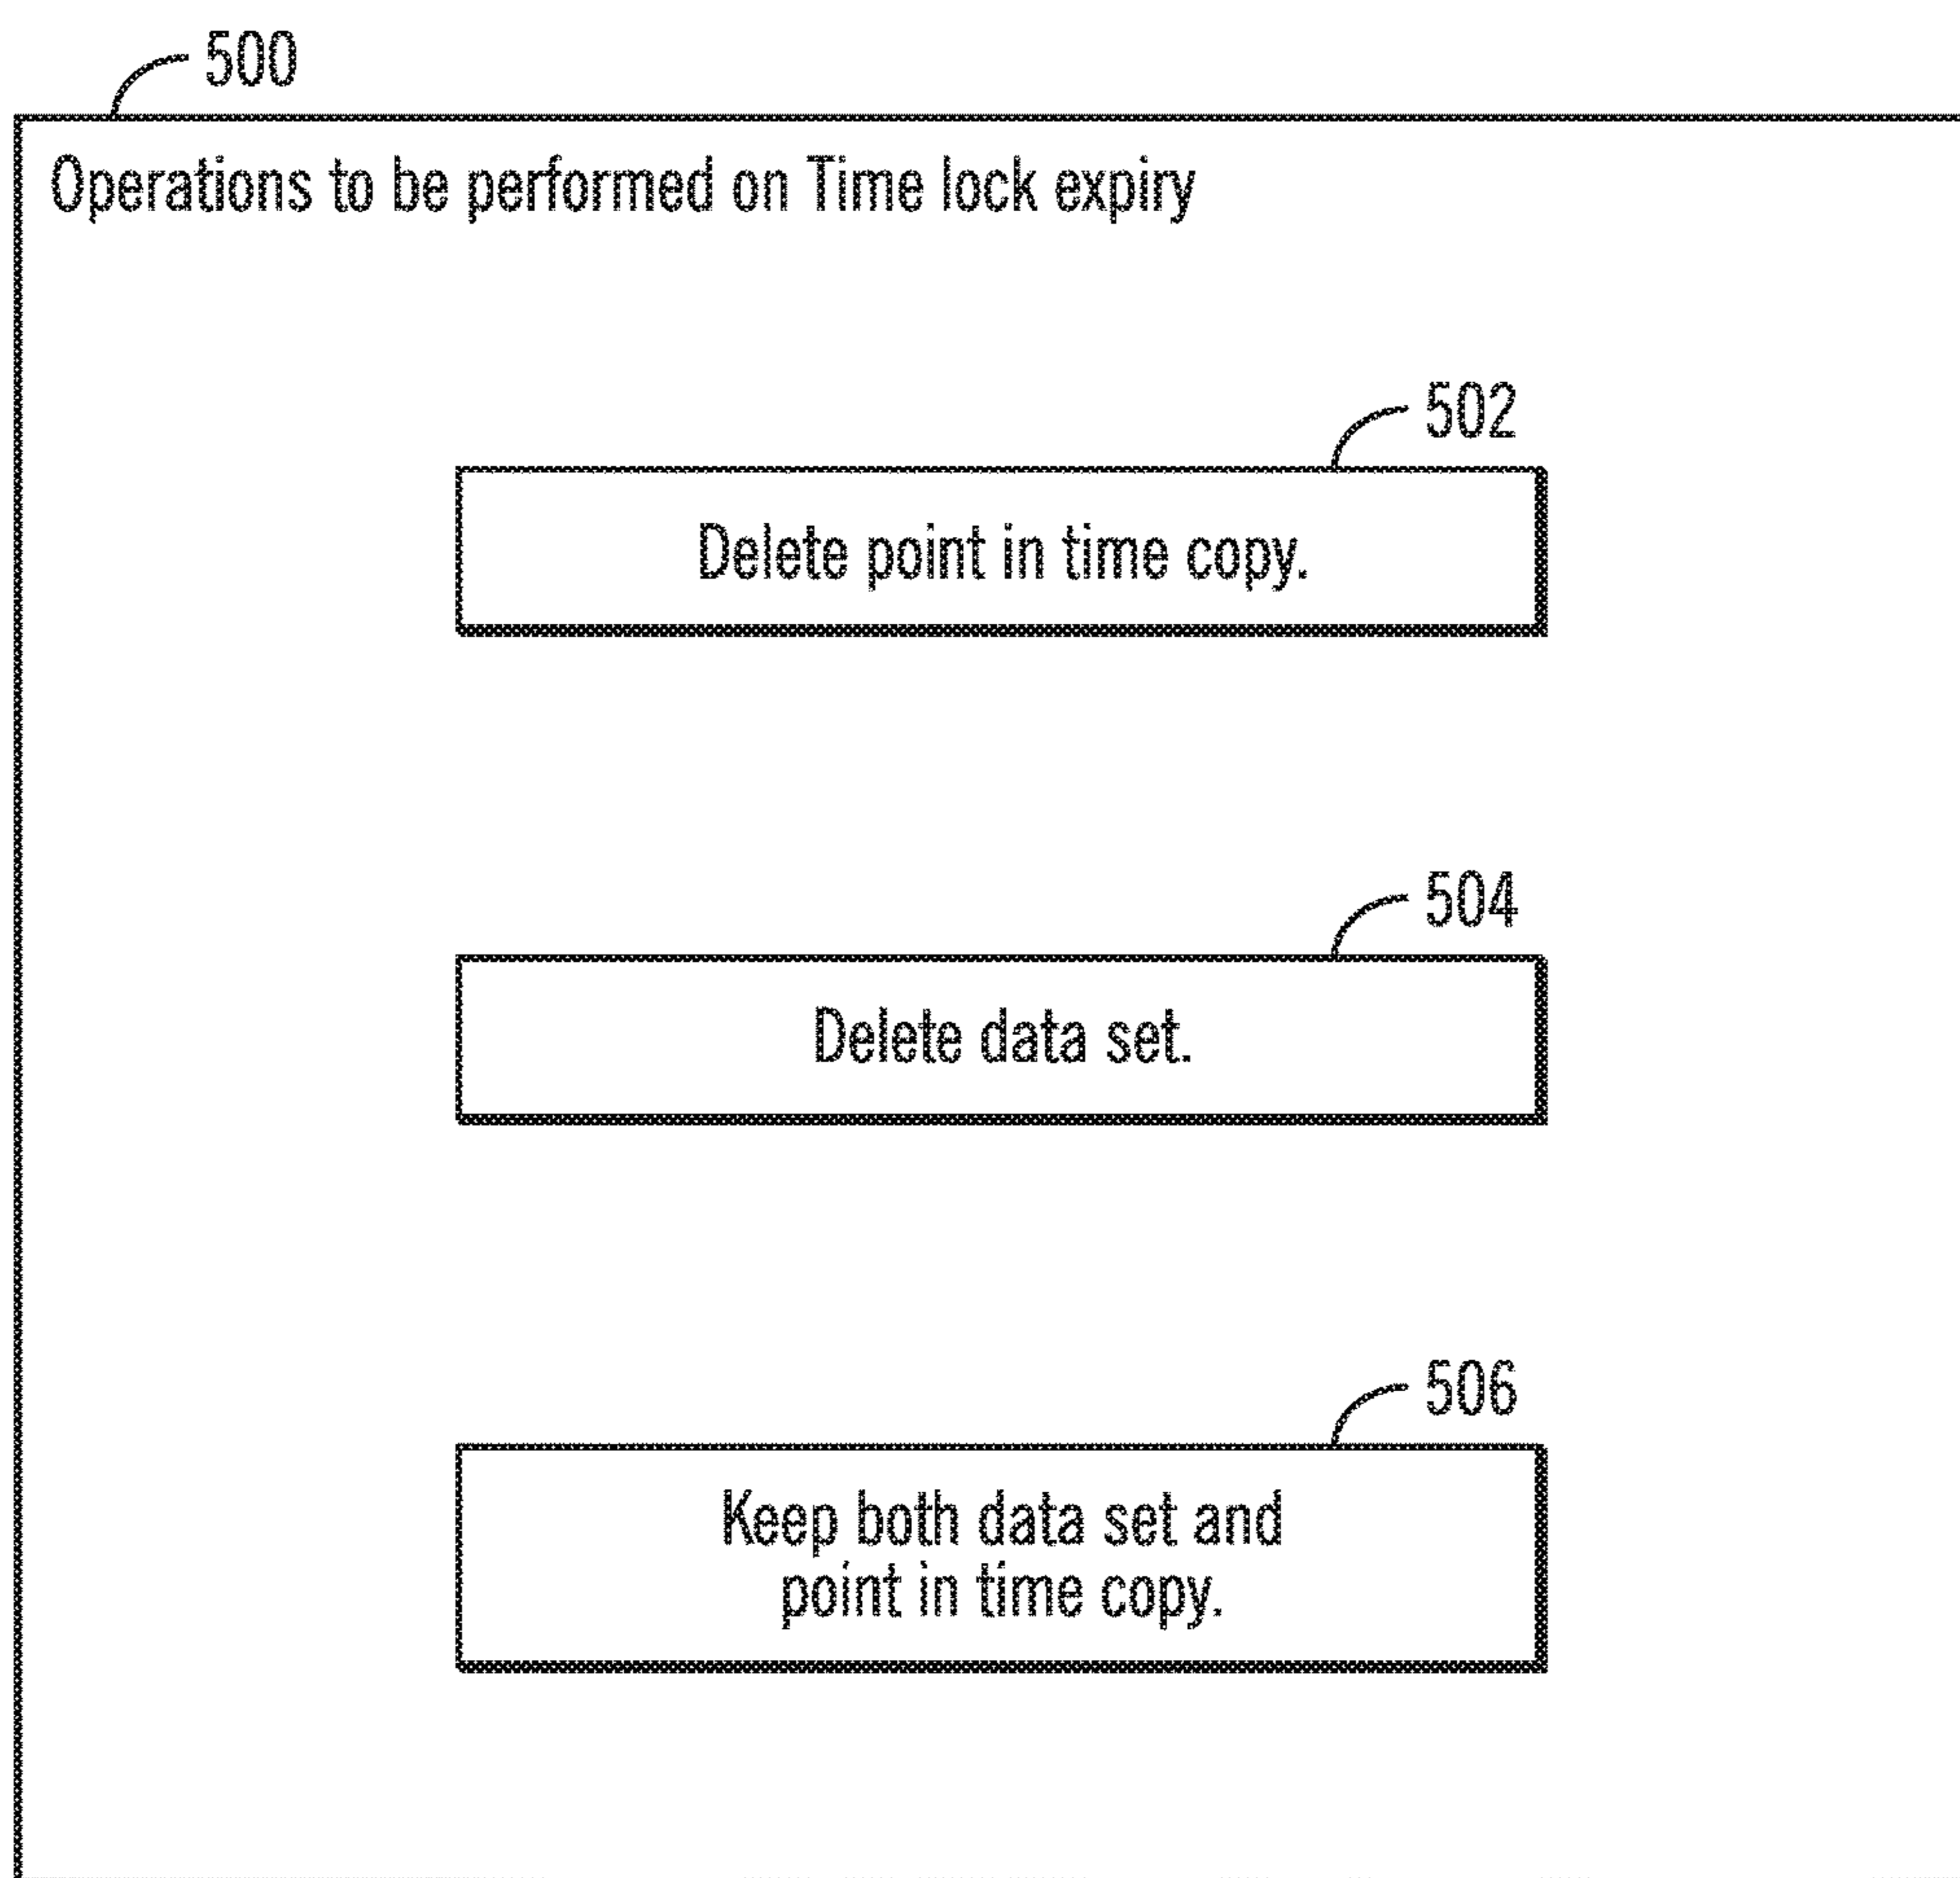 500
Operations to be performed on Time lock expiry
502
Delete point in time copy.
504
Delete data set.
506
Keep both data set and
point in time copy.